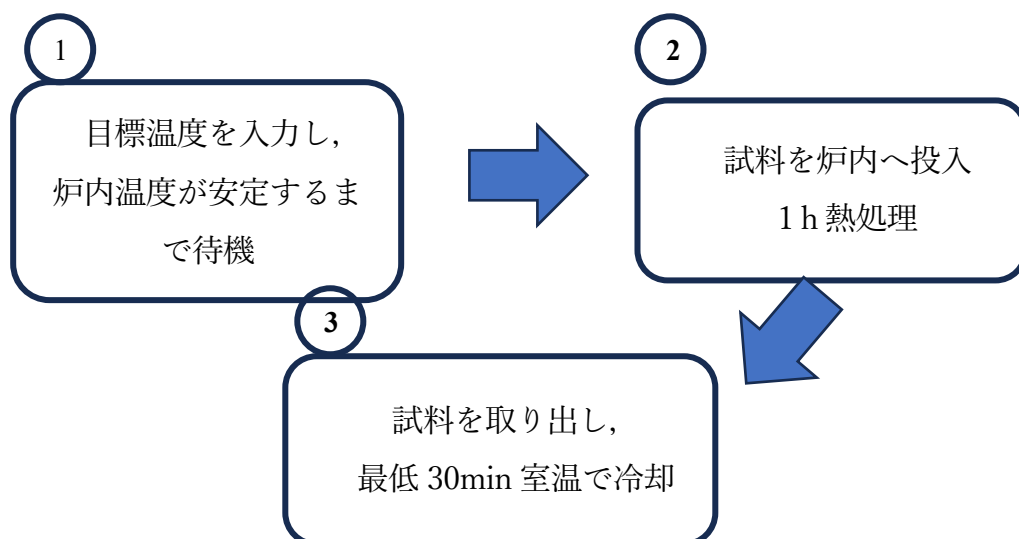 1
目標温度を入力し,
炉内温度が安定するま
で待機
2
試料を炉内へ投入
1 h 熱処理
3
試料を取り出し,
最低 30min 室温で冷却